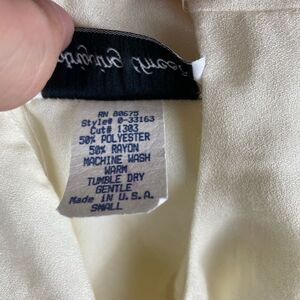 RN 80675
Style# 0-33163
Cut# 1303
50% POLYESTER
50% RAYON
MACHINE WASH
WARM
TUMBLE DRY
GENTLE
Made in U.S.A.
SMALL